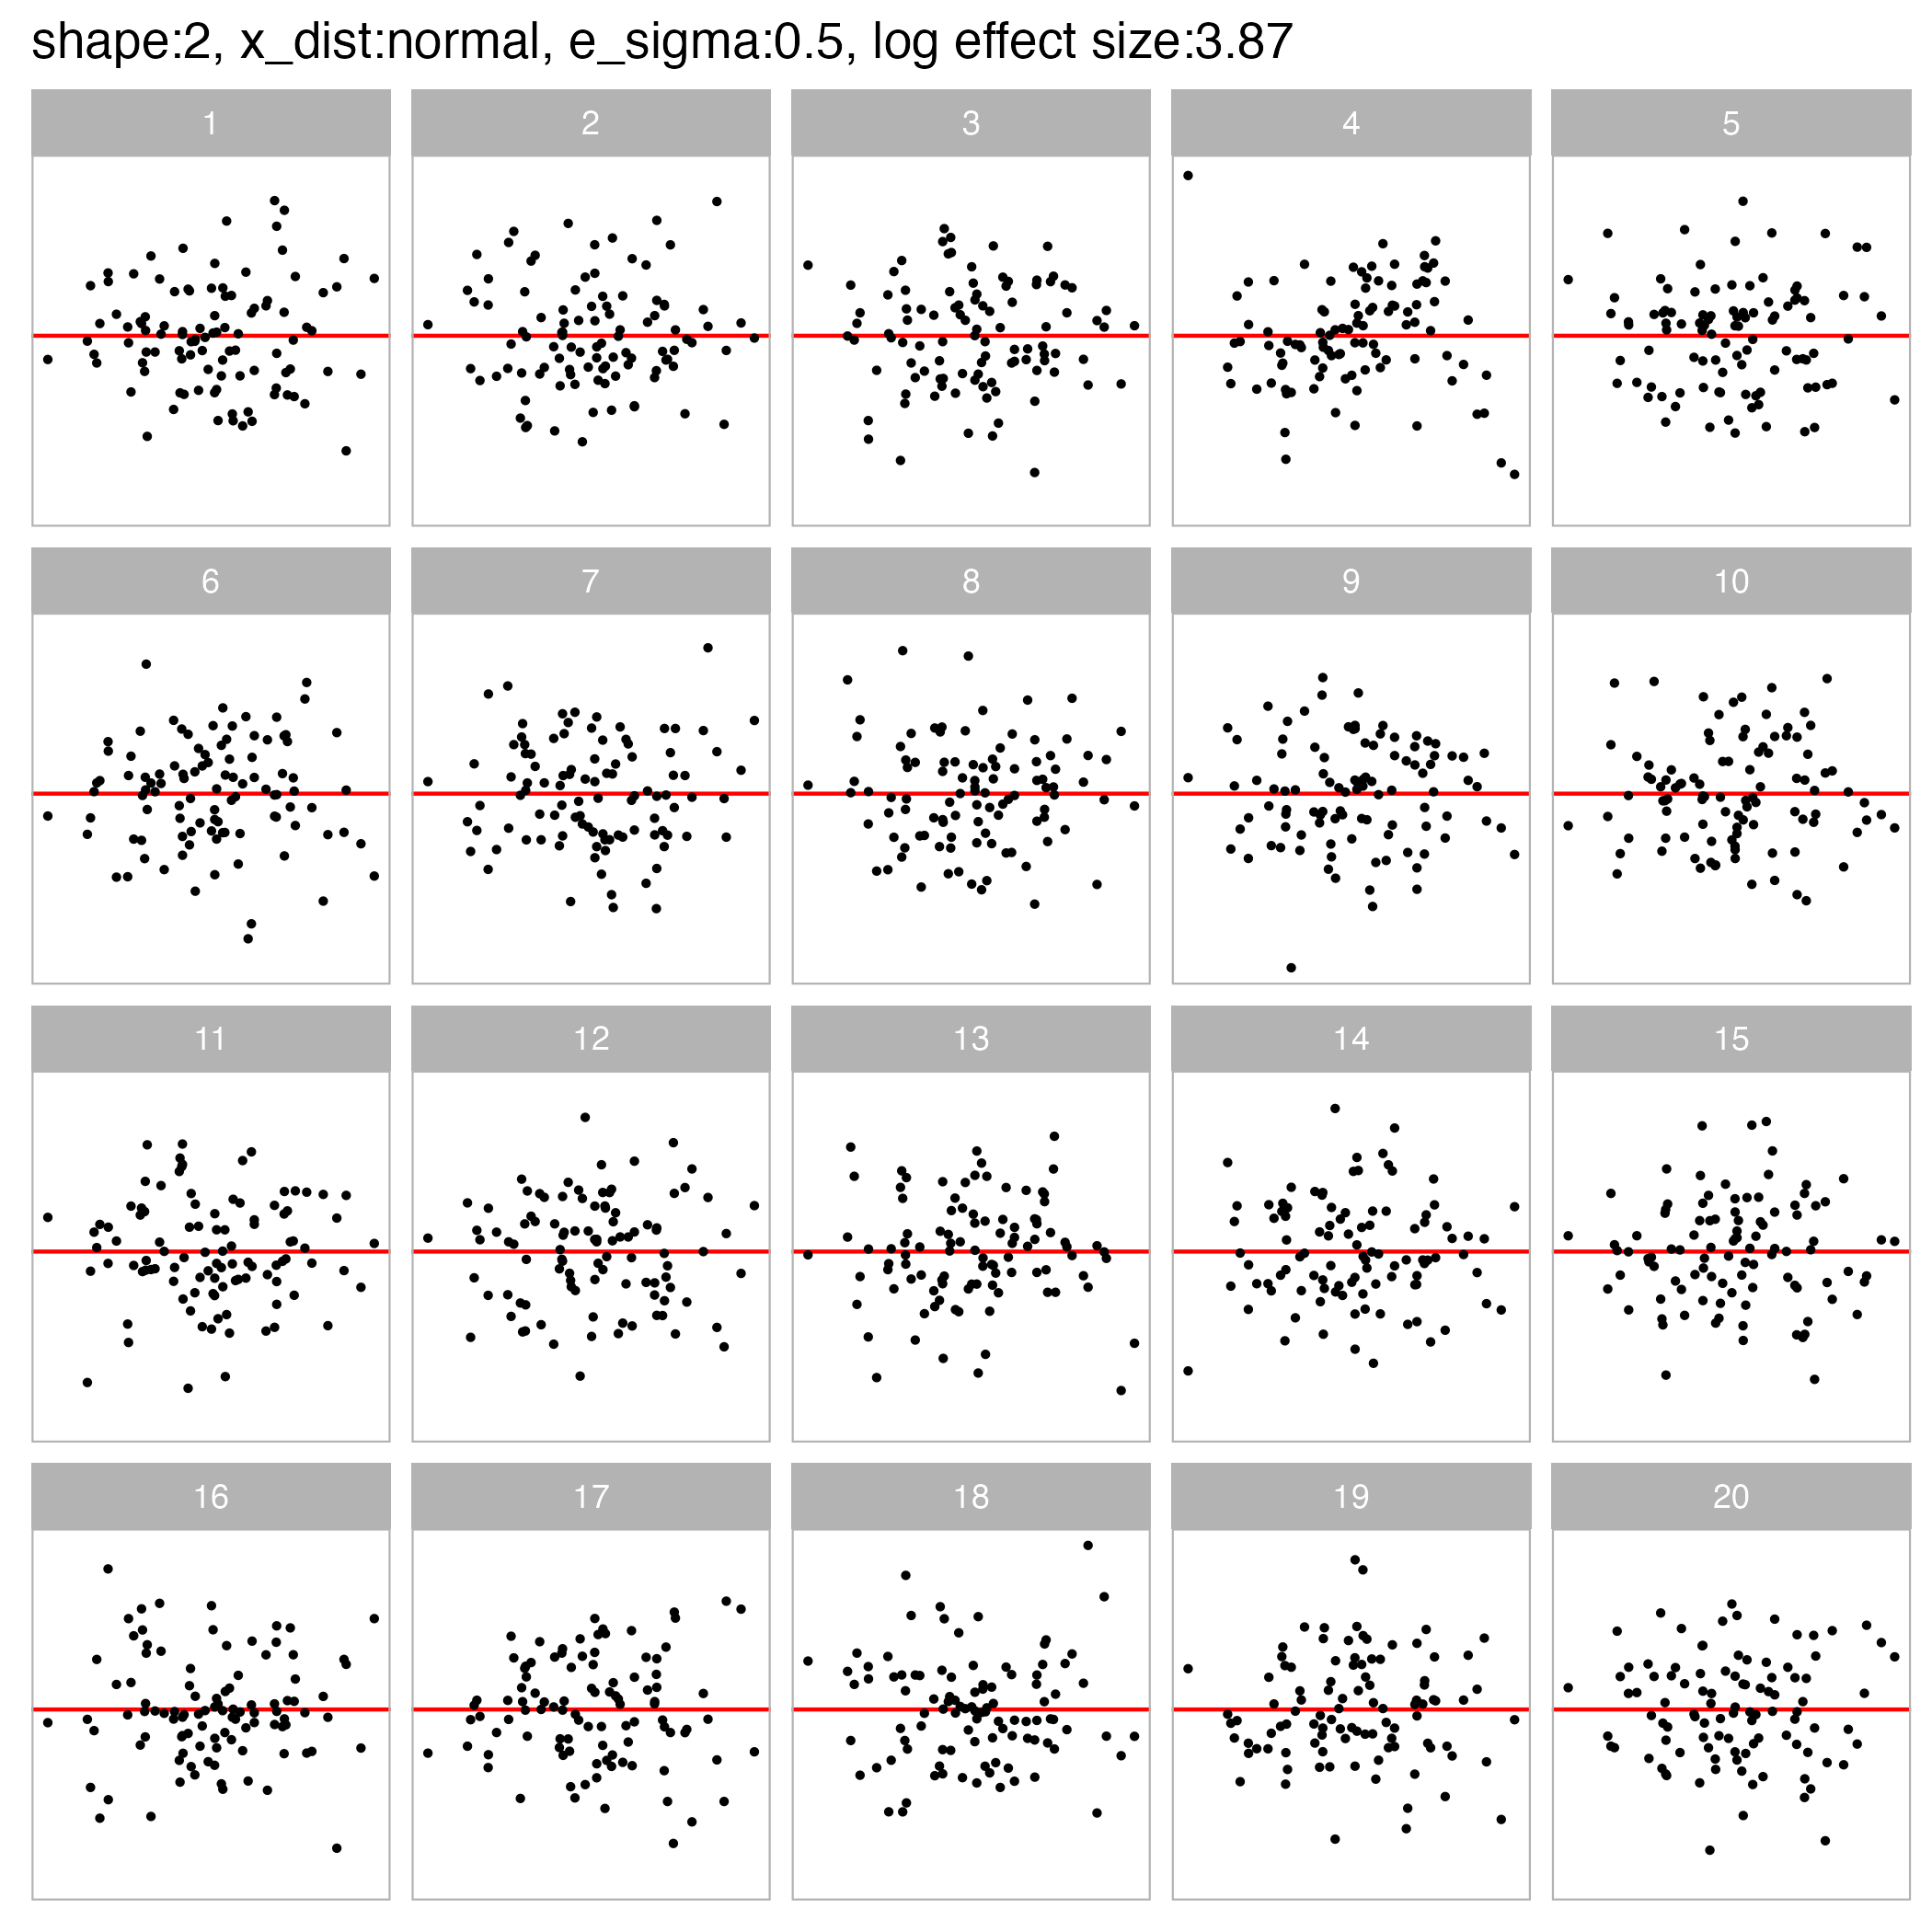 shape:2, x_dist:normal, e_sigma:0.5, log effect size:3.87
1 2 3 4 5
6 7 8 9 10
11 12 13 14 15
16 17 18 19 20